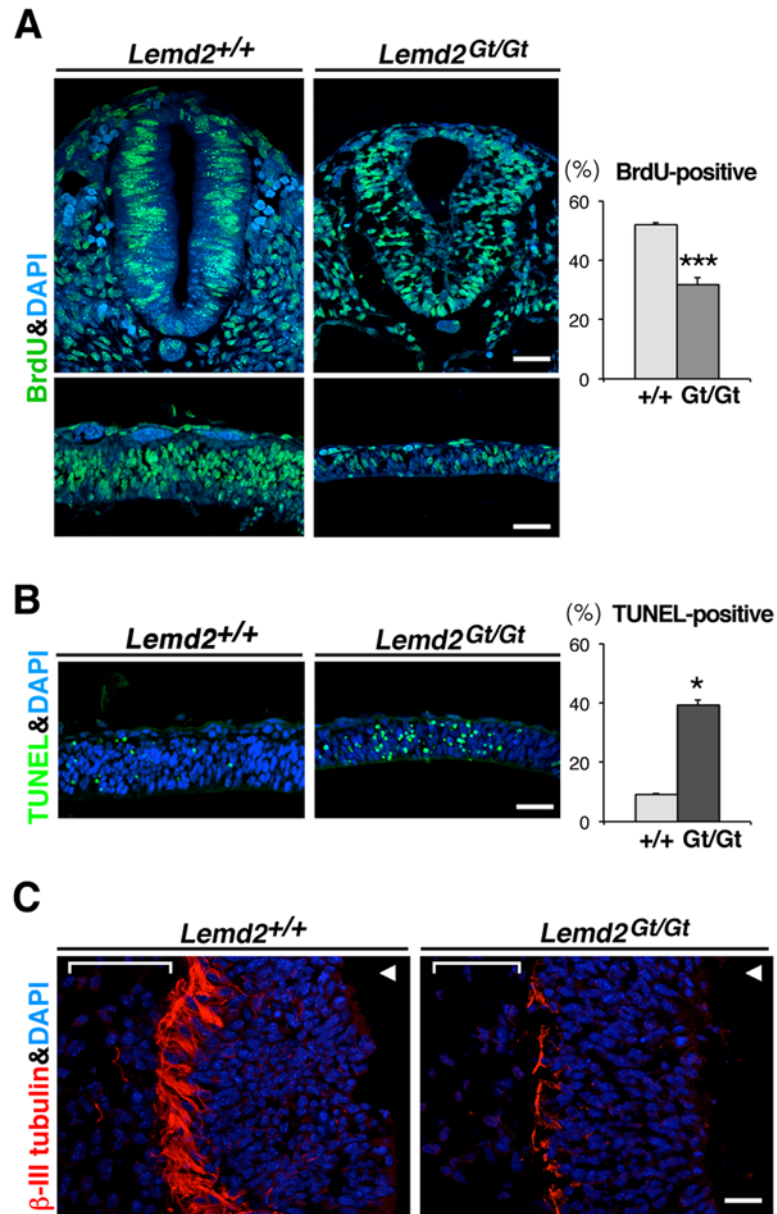 A
Lemd2+/+
Lemd2Gt/Gt
BrdU&DAPI
(%) BrdU-positive
60
***
40
20
0
+/+ Gt/Gt
B
Lemd2+/+
Lemd2Gt/Gt
TUNEL&DAPI
(%) TUNEL-positive
60
*
40
20
0
+/+ Gt/Gt
C
Lemd2+/+
Lemd2Gt/Gt
β-III tubulin&DAPI